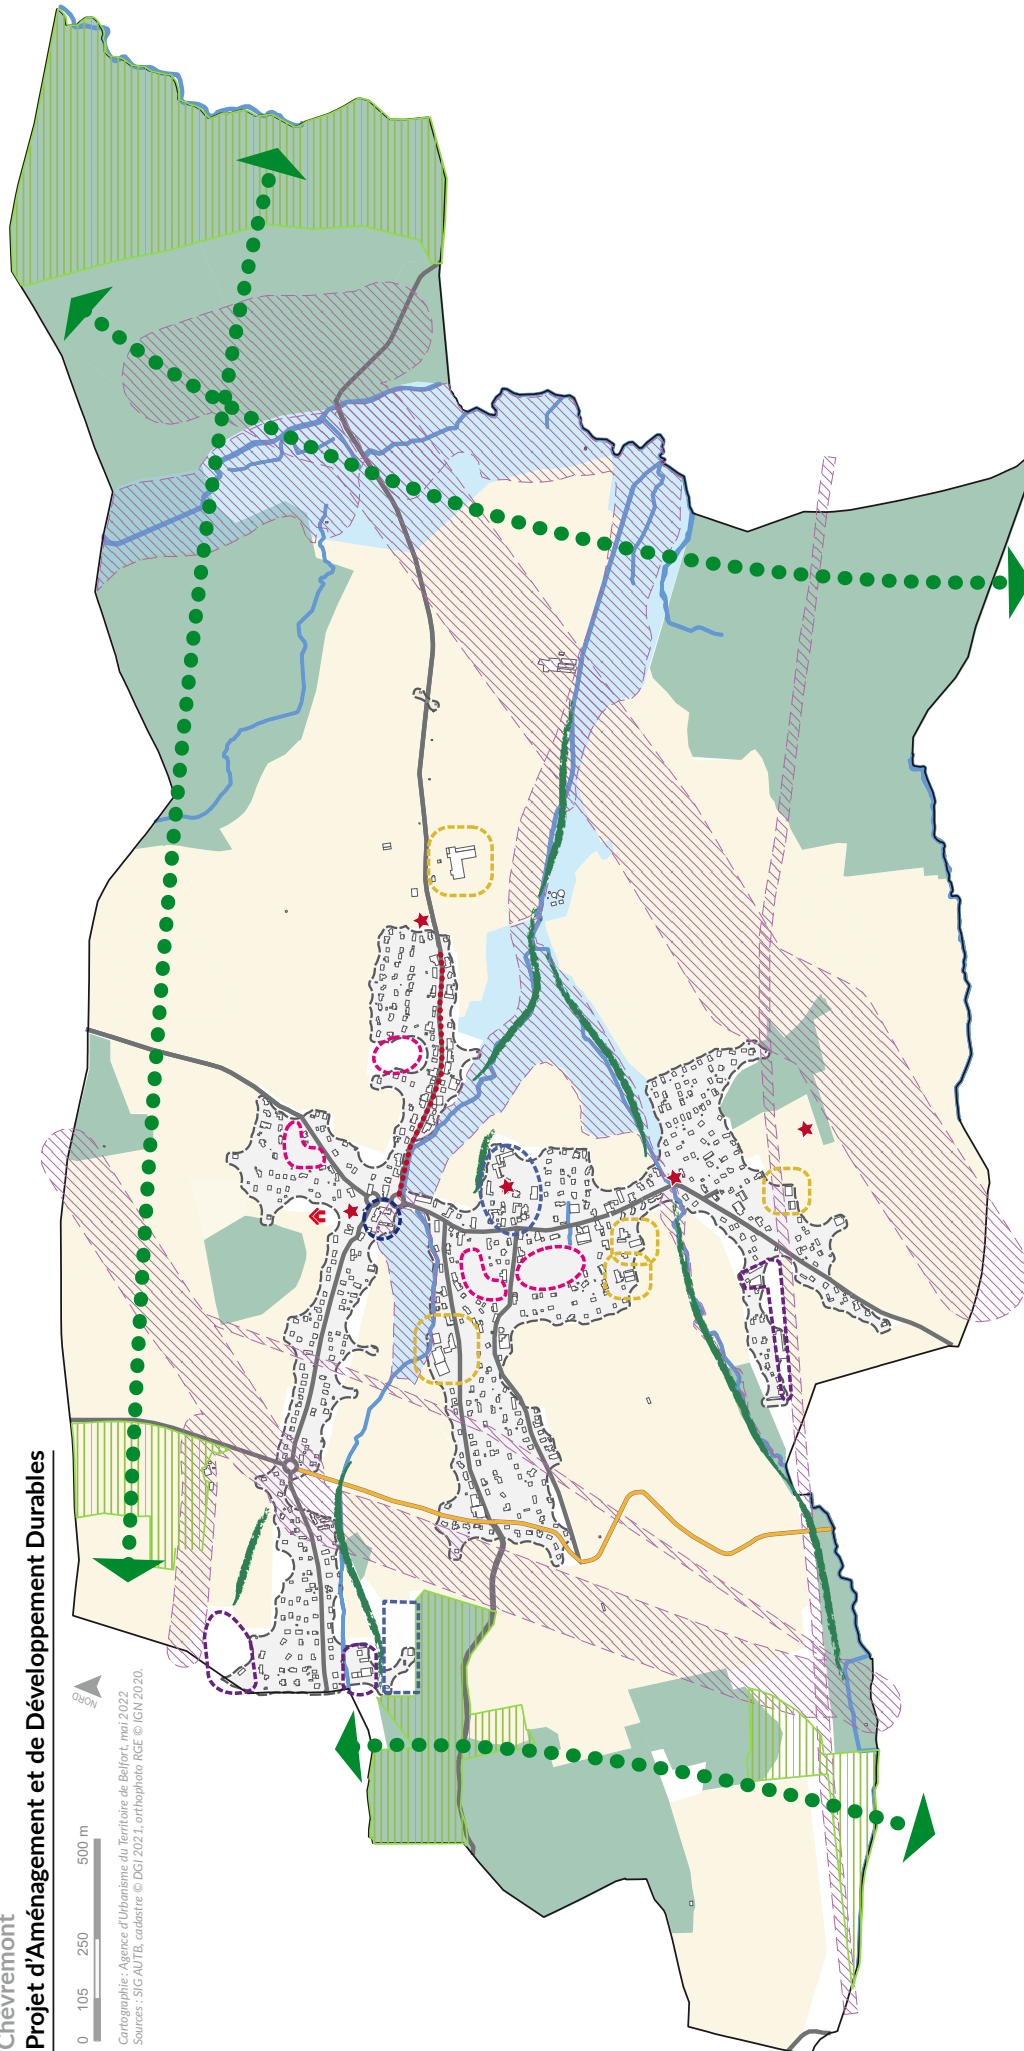 Chèvremont
Projet d'Aménagement et de Développement Durables
NORD
0 105 250 500 m
Cartographie : Agence d'Urbanisme du Territoire de Belfort, mai 2022
Sources : SIG AUTB, cadastre © DGI 2021, orthophoto RGE © IGN 2020.